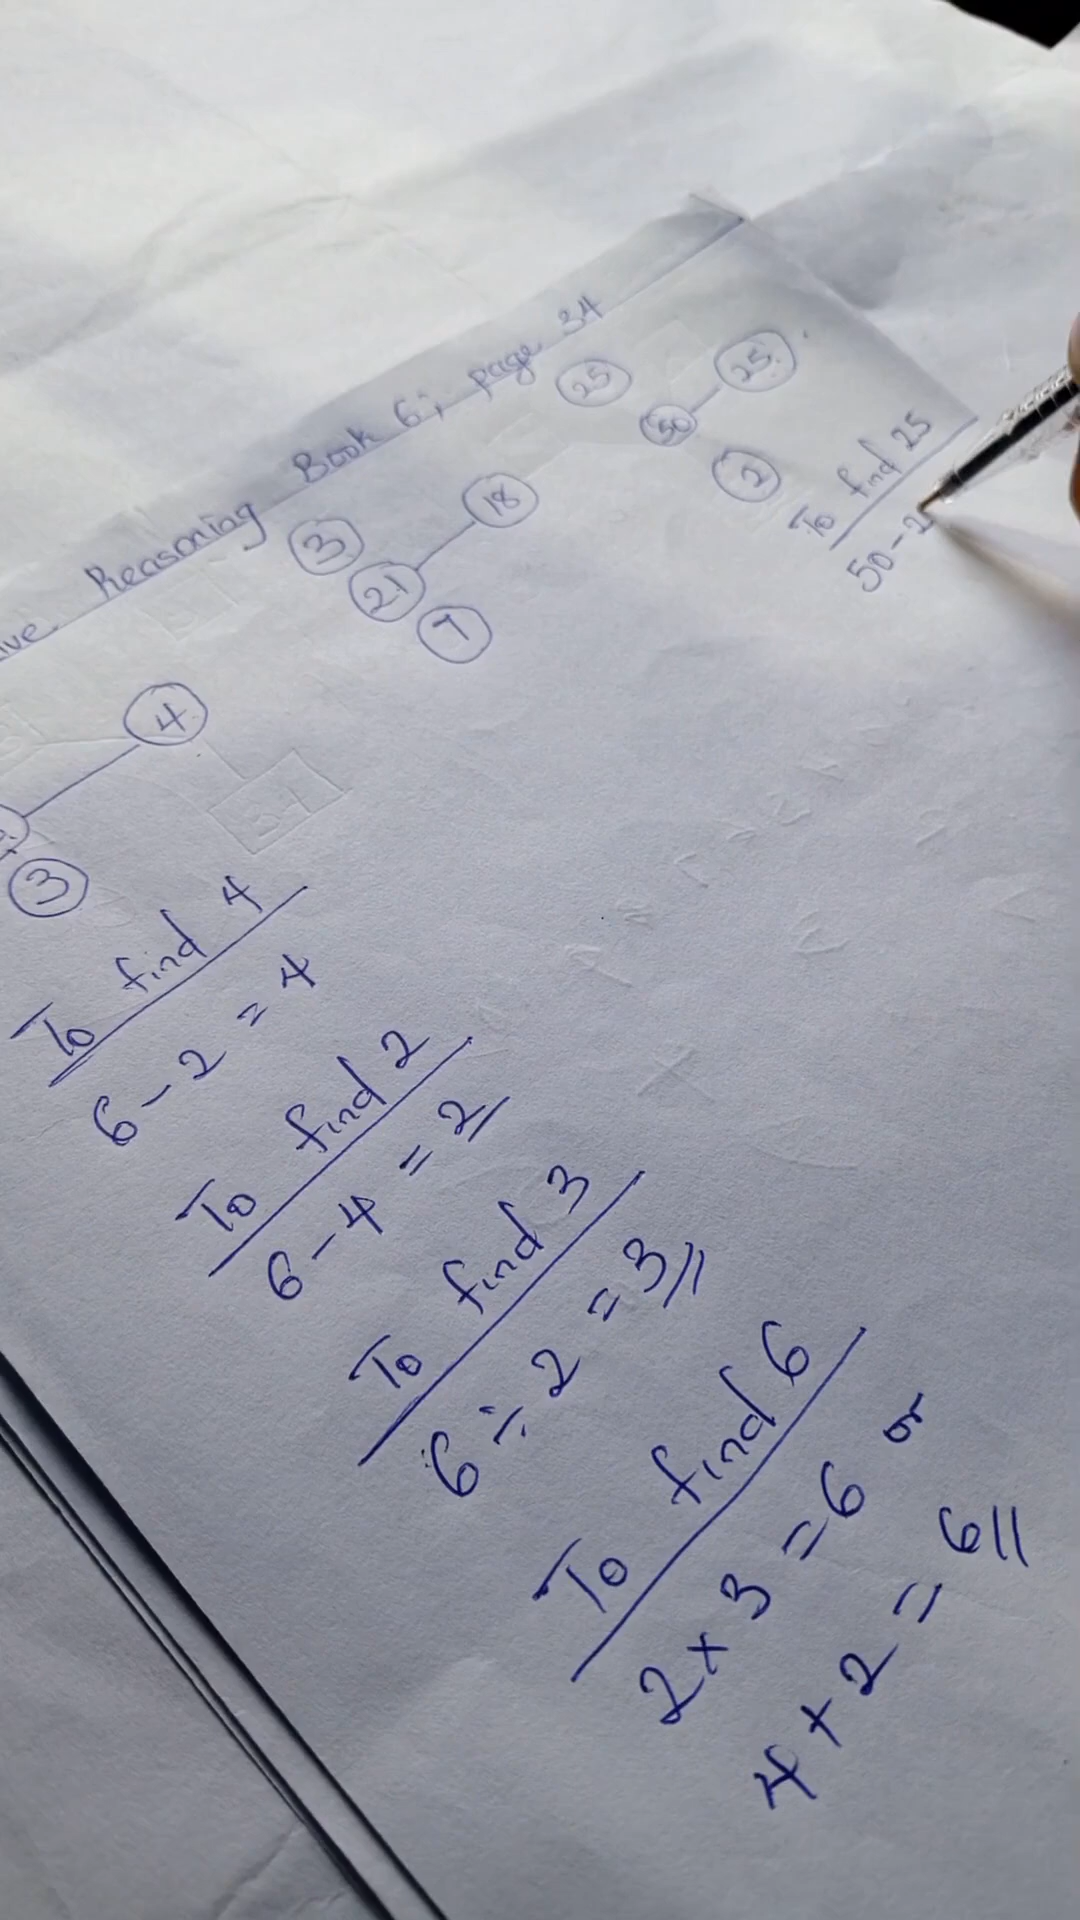 Reasoning Book 6; page 34
3
21
18
7
25
50
25
2
4
3
To find 25
50-2
To find 4
6-2 = 4
To find 2
6-4 = 2
To find 3
6÷2 = 3
To find 6
2×3 = 6 or
4+2 = 6